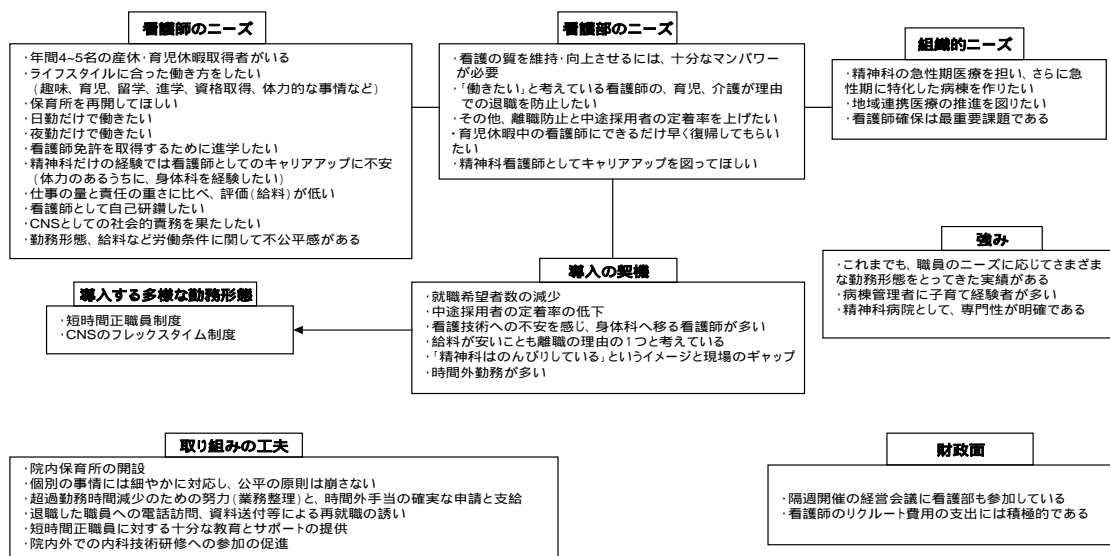 看護師のニーズ
・年間4~5名の産休・育児休暇取得者がいる
・ライフスタイルに合った働き方をしたい
(趣味、育児、留学、進学、資格取得、体力的な事情など)
・保育所を再開してほしい
・日勤だけで働きたい
・夜勤だけで働きたい
・看護師免許を取得するために進学したい
・精神科だけの経験では看護師としてのキャリアアップに不安
(体力のあるうちに、身体科を経験したい)
・仕事の量と責任の重さに比べ、評価(給料)が低い
・看護師として自己研鑽したい
・CNSとしての社会的責務を果たしたい
・勤務形態、給料など労働条件に関して不公平感がある
看護部のニーズ
・看護の質を維持・向上させるには、十分なマンパワー
が必要
・「働きたい」と考えている看護師の、育児、介護が理由
での退職を防止したい
・その他、離職防止と中途採用者の定着率を上げたい
・育児休暇中の看護師にできるだけ早く復帰してもらい
たい
・精神科看護師としてキャリアアップを図ってほしい
組織的ニーズ
・精神科の急性期医療を担い、さらに急
性期に特化した病棟を作りたい
・地域連携医療の推進を図りたい
・看護師確保は最重要課題である
強み
・これまでも、職員のニーズに応じてさまざま
な勤務形態をとってきた実績がある
・病棟管理者に子育て経験者が多い
・精神科病院として、専門性が明確である
導入の契機
・就職希望者数の減少
・中途採用者の定着率の低下
・看護技術への不安を感じ、身体科へ移る看護師が多い
・給料が安いことも離職の理由の1つと考えている
・「精神科はのんびりしている」というイメージと現場のギャップ
・時間外勤務が多い
導入する多様な勤務形態
・短時間正職員制度
・CNSのフレックスタイム制度
取り組みの工夫
・院内保育所の開設
・個別の事情には細やかに対応し、公平の原則は崩さない
・超過勤務時間減少のための努力(業務整理)と、時間外手当の確実な申請と支給
・退職した職員への電話訪問、資料送付等による再就職の誘い
・短時間正職員に対する十分な教育とサポートの提供
・院内外での内科技術研修への参加の促進
財政面
・隔週開催の経営会議に看護部も参加している
・看護師のリクルート費用の支出には積極的である